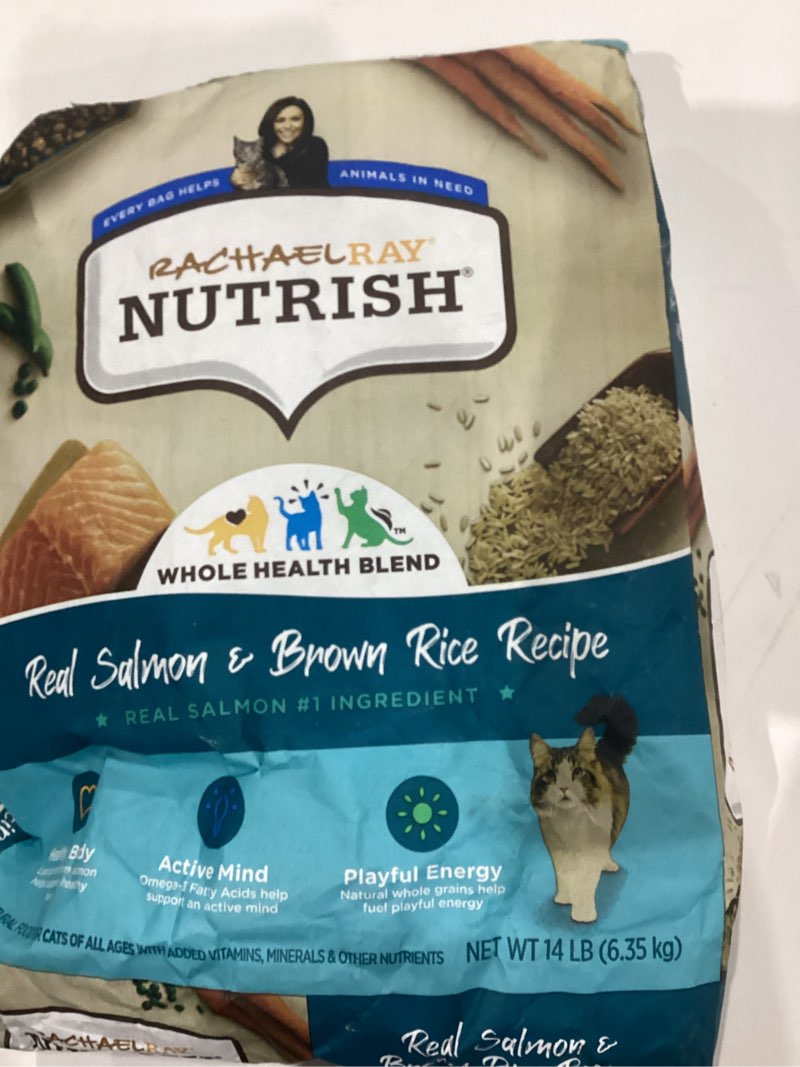 EVERY BAG HELPS ANIMALS IN NEED
RACHAELRAY®
NUTRISH®
WHOLE HEALTH BLEND™
Real Salmon & Brown Rice Recipe
★ REAL SALMON #1 INGREDIENT ★
Active Mind
Omega-3 Fatty Acids help
support an active mind
Playful Energy
Natural whole grains help
fuel playful energy
CATS OF ALL AGES WITH ADDED VITAMINS, MINERALS & OTHER NUTRIENTS
NET WT 14 LB (6.35 kg)
RACHAELRAY
Real Salmon &